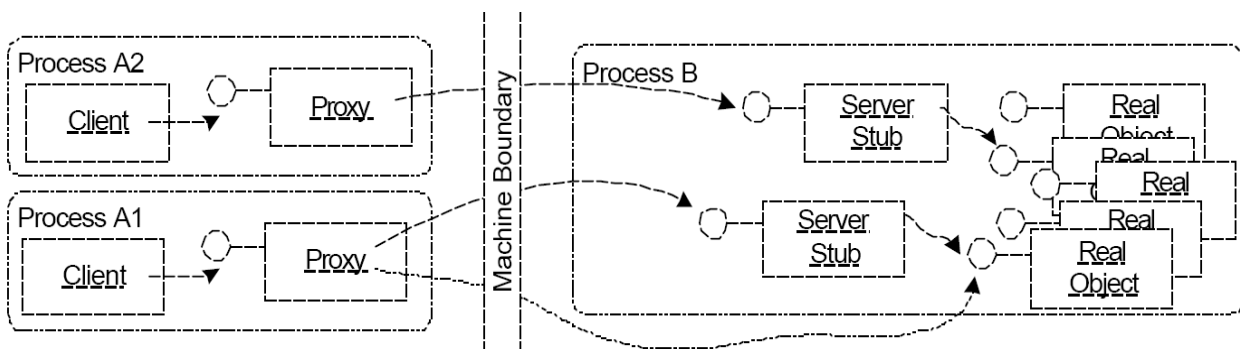 Process A2
Client
Proxy
Process A1
Client
Proxy
Machine Boundary
Process B
Server
Stub
Real
Object
Real
Real
Server
Stub
Real
Real
Object